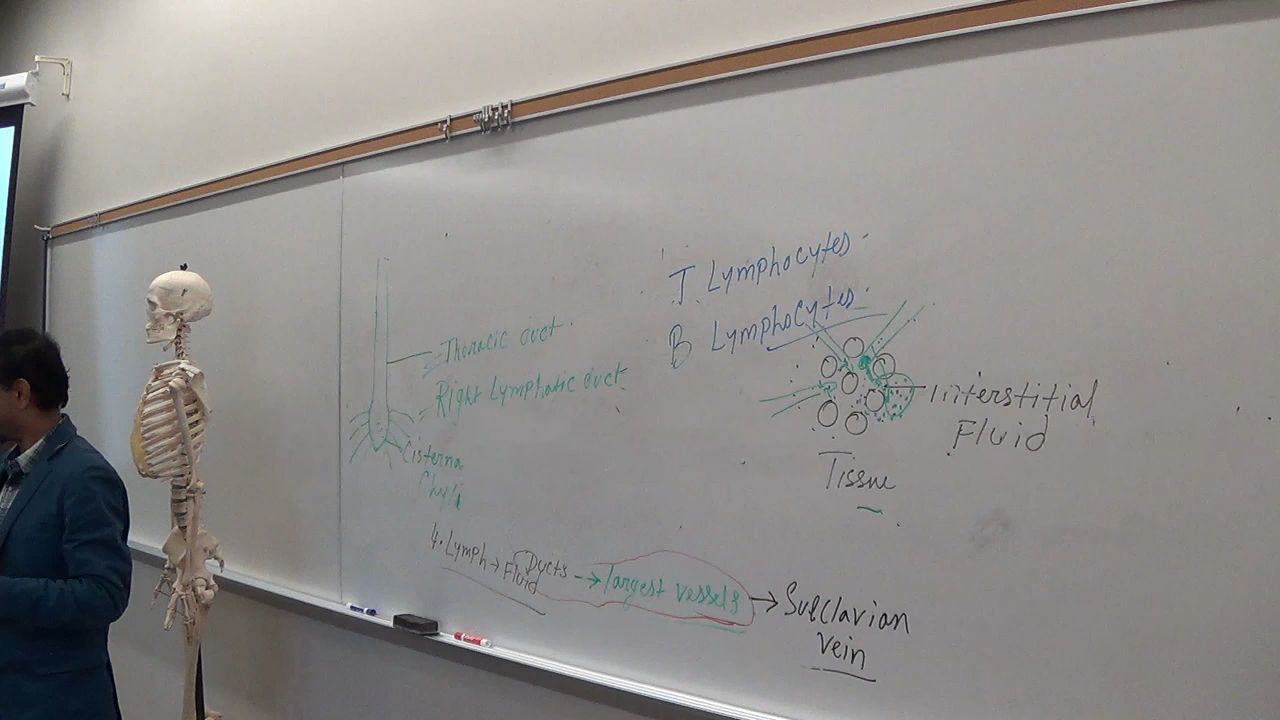 T Lymphocytes
B Lymphocytes
Thoracic duct
Right Lymphatic duct
Cisterna
Chyli
Interstitial
Fluid
Tissue
4. Lymph → Ducts → largest vessels → Subclavian
Fluid
vein